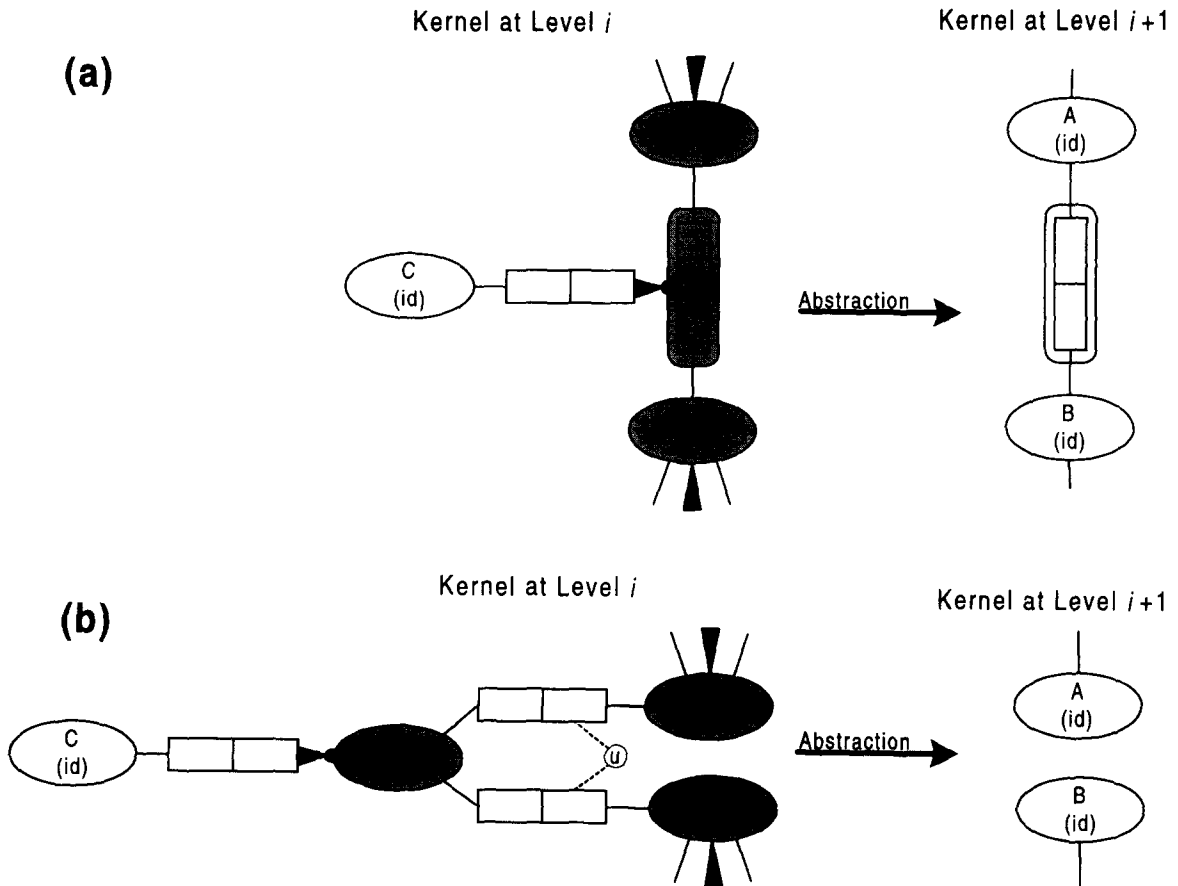 Kernel at Level i
Kernel at Level i+1
(a)
A
(id)
C
(id)
Abstraction
B
(id)
Kernel at Level i
Kernel at Level i+1
(b)
A
(id)
C
(id)
u
Abstraction
B
(id)